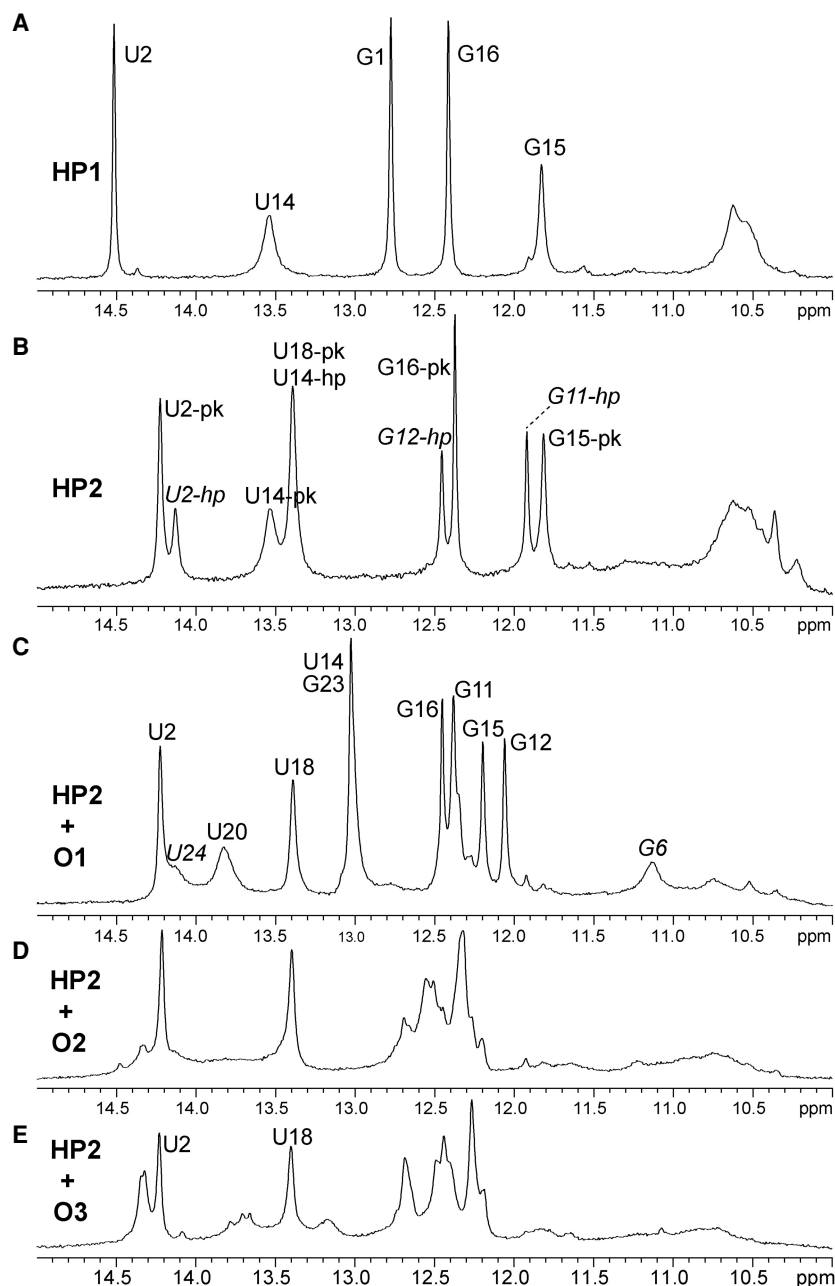 A
U2
G1
G16
HP1
U14
G15
14.5 14.0 13.5 13.0 12.5 12.0 11.5 11.0 10.5 ppm
B
U18-pk
U14-hp
G16-pk
G11-hp
U2-pk
G12-hp
G15-pk
HP2
U2-hp
U14-pk
14.5 14.0 13.5 13.0 12.5 12.0 11.5 11.0 10.5 ppm
C
U14
G23
G16
G11
U2
G15
G12
U18
HP2
+
O1
U24
U20
G6
14.5 14.0 13.5 13.0 12.5 12.0 11.5 11.0 10.5 ppm
D
HP2
+
O2
14.5 14.0 13.5 13.0 12.5 12.0 11.5 11.0 10.5 ppm
E
HP2
+
O3
U2
U18
14.5 14.0 13.5 13.0 12.5 12.0 11.5 11.0 10.5 ppm